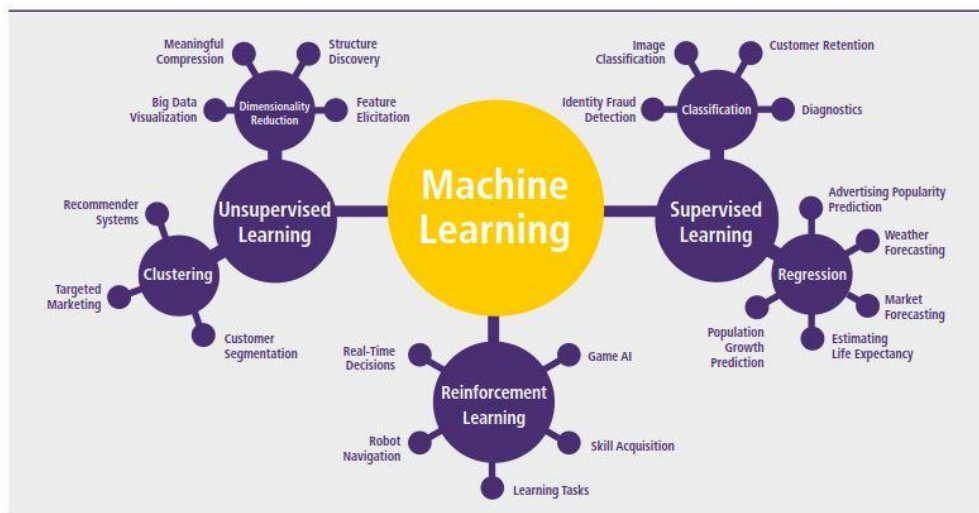 Machine
Learning
Unsupervised
Learning
Dimensionality
Reduction
Meaningful
Compression
Structure
Discovery
Big Data
Visualization
Feature
Elicitation
Clustering
Recommender
Systems
Targeted
Marketing
Customer
Segmentation
Supervised
Learning
Classification
Image
Classification
Customer Retention
Identity Fraud
Detection
Diagnostics
Regression
Advertising Popularity
Prediction
Weather
Forecasting
Market
Forecasting
Population
Growth
Prediction
Estimating
Life Expectancy
Reinforcement
Learning
Real-Time
Decisions
Game AI
Robot
Navigation
Skill Acquisition
Learning Tasks